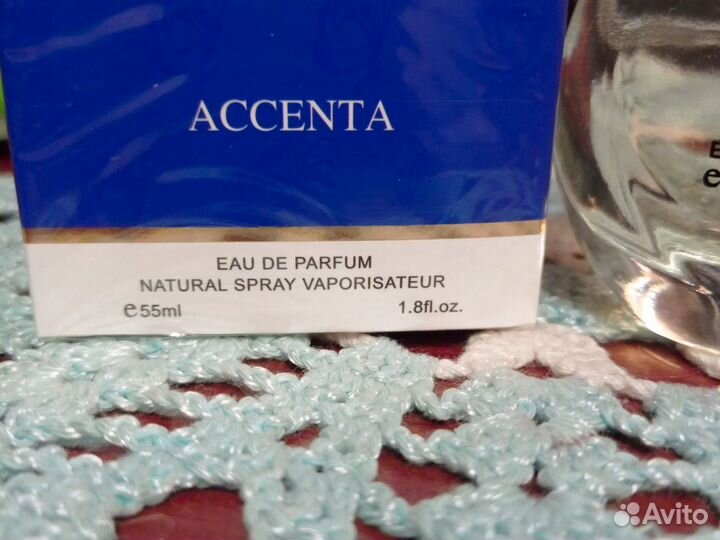 ACCENTA
EAU DE PARFUM
NATURAL SPRAY VAPORISATEUR
℮55ml 1.8fl.oz.
E
e
Avito